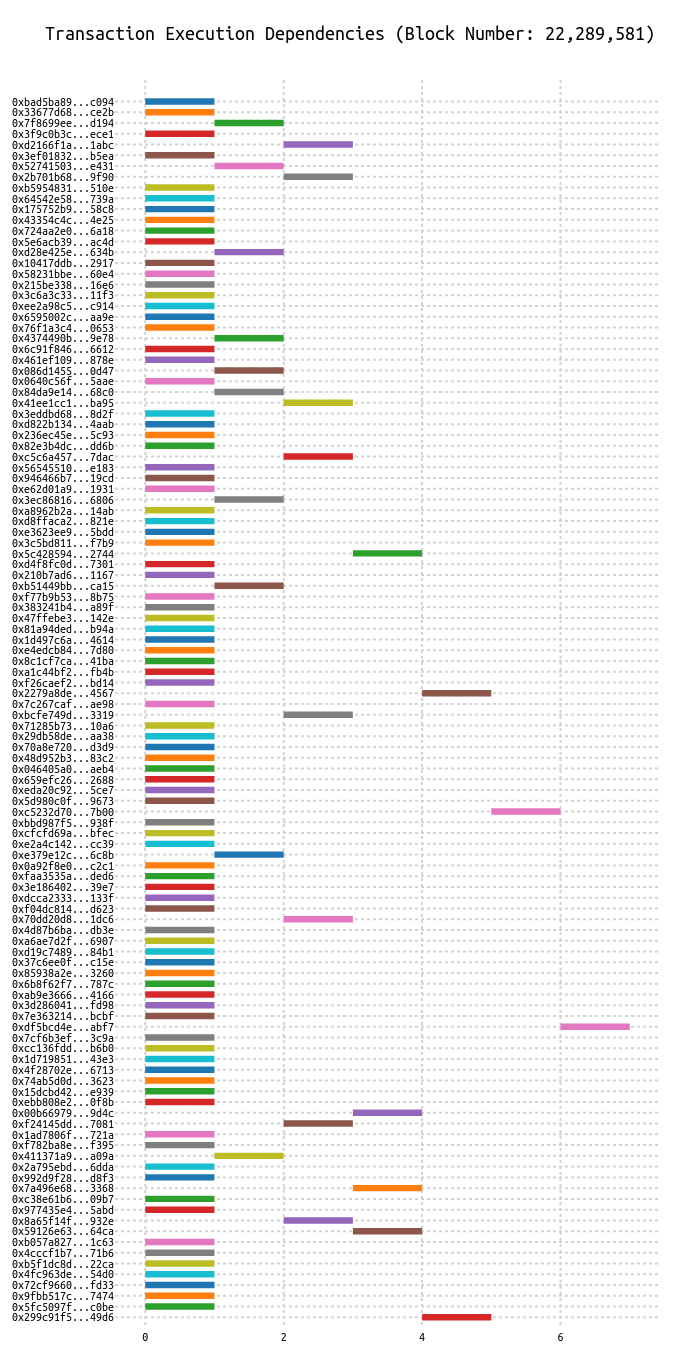 Transaction Execution Dependencies (Block Number: 22,289,581)
0xbad5ba89...c094
0x33677d68...ce2b
0x7f8699ee...d194
0x3f9c0b3c...ece1
0xd2166f1a...1abc
0x3ef01832...b5ea
0x52741503...e431
0x2b701b68...9f90
0xb5954831...510e
0x64542e58...739a
0x175752b9...58c8
0x43354c4c...4e25
0x724aa2e0...6a18
0x5e6acb39...ac4d
0xd28e425e...634b
0x10417ddb...2917
0x58231bbe...60e4
0x215be338...16e6
0x3c6a3c33...11f3
0xee2a98c5...c914
0x6595002c...aa9e
0x76f1a3c4...0653
0x4374490b...9e78
0x6c91f846...6612
0x461ef109...878e
0x086d1455...0d47
0x0640c56f...5aae
0x84da9e14...68c0
0x41ee1cc1...ba95
0x3eddbd68...8d2f
0xd822b134...4aab
0x236ec45e...5c93
0x82e3b4dc...dd6b
0xc5c6a457...7dac
0x56545510...e183
0x946466b7...19cd
0xe62d01a9...1931
0x3ec86816...6806
0xa8962b2a...14ab
0xd8ffaca2...821e
0xe3623ee9...5bdd
0x3c5bd811...f7b9
0x5c428594...2744
0xd4f8fc0d...7301
0x210b7ad6...1167
0xb51449bb...ca15
0xf77b9b53...8b75
0x383241b4...a89f
0x47ffebe3...142e
0x81a94ded...b94a
0x1d497c6a...4614
0xe4edcb84...7d80
0x8c1cf7ca...41ba
0xa1c44bf2...fb4b
0xf26caef2...bd14
0x2279a8de...4567
0x7c267caf...ae98
0xbcfe749d...3319
0x71285b73...10a6
0x29db58de...aa38
0x70a8e720...d3d9
0x48d952b3...83c2
0x046405a0...aeb4
0x659efc26...2688
0xeda20c92...5ce7
0x5d980c0f...9673
0xc5232d70...7b00
0xbbd987f5...938f
0xcfcfd69a...bfec
0xe2a4c142...cc39
0xe379e12c...6c8b
0x0a92f8e0...c2c1
0xfaa3535a...ded6
0x3e186402...39e7
0xdcca2333...133f
0xf04dc814...d623
0x70dd20d8...1dc6
0x4d87b6ba...db3e
0xa6ae7d2f...6907
0xd19c7489...84b1
0x37c6ee0f...c15e
0x85938a2e...3260
0x6b8f62f7...787c
0xab9e3666...4166
0x3d286041...fd98
0x7e363214...bcbf
0xdf5bcd4e...abf7
0x7cf6b3ef...3c9a
0xcc136fdd...b6b0
0x1d719851...43e3
0x4f28702e...6713
0x74ab5d0d...3623
0x15dcbd42...e939
0xebb808e2...0f8b
0x00b66979...9d4c
0xf24145dd...7081
0x1ad7806f...721a
0xf782ba8e...f395
0x411371a9...a09a
0x2a795ebd...6dda
0x992d9f28...d8f3
0x7a496e68...3368
0xc38e61b6...09b7
0x977435e4...5abd
0x8a65f14f...932e
0x59126e63...64ca
0xb057a827...1c63
0x4cccf1b7...71b6
0xb5f1dc8d...22ca
0x4fc963de...54d0
0x72cf9660...fd33
0x9fbb517c...7474
0x5fc5097f...c0be
0x299c91f5...49d6
0 2 4 6